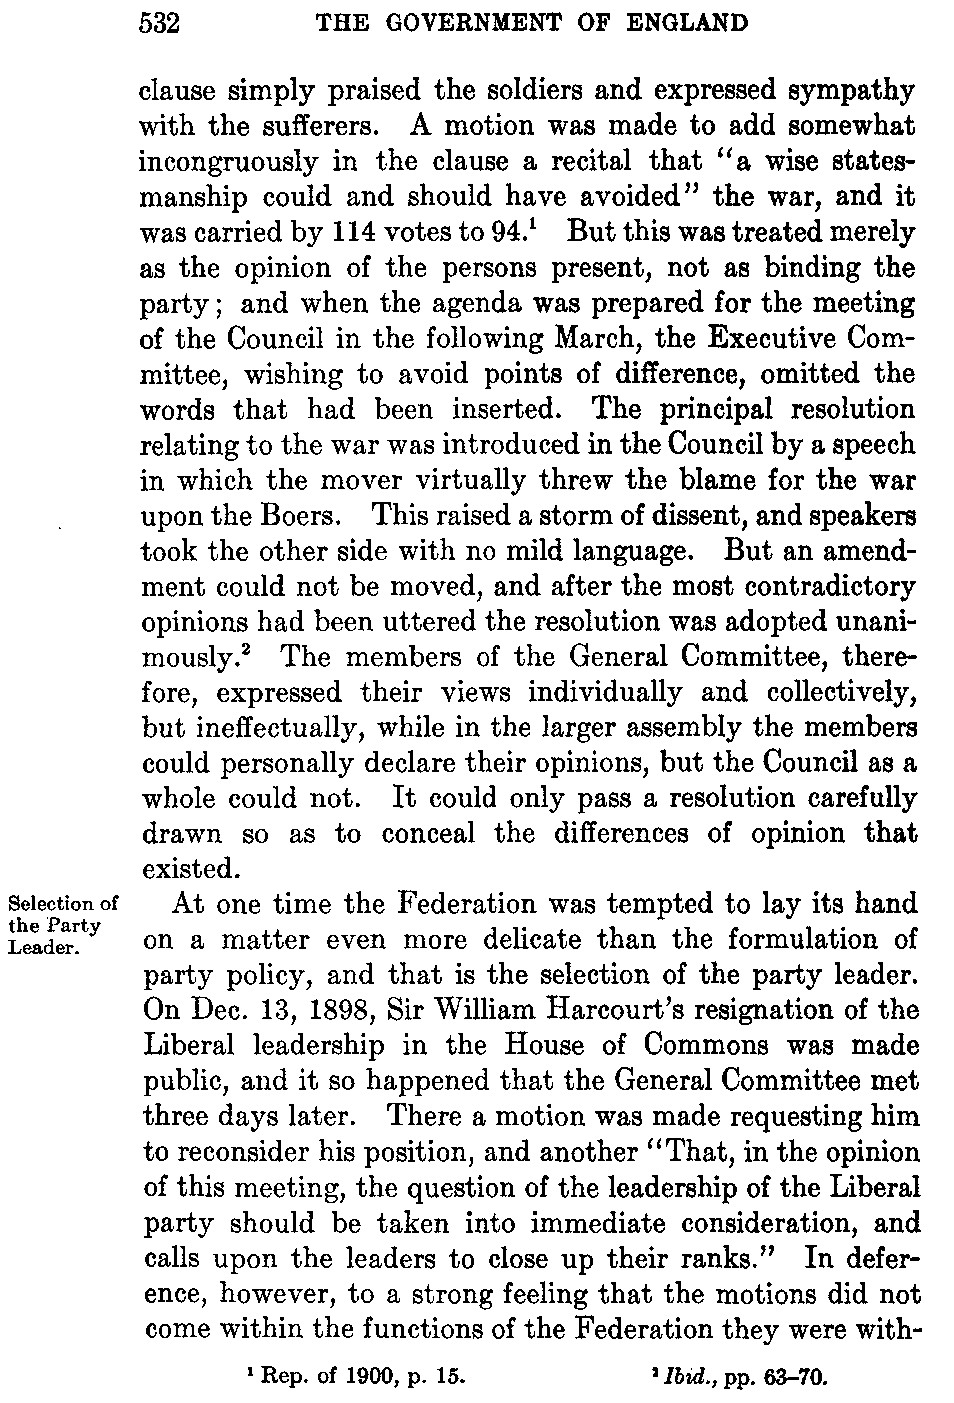 532 THE GOVERNMENT OF ENGLAND
clause simply praised the soldiers and expressed sympathy
with the sufferers. A motion was made to add somewhat
incongruously in the clause a recital that "a wise states-
manship could and should have avoided" the war, and it
was carried by 114 votes to 94.¹ But this was treated merely
as the opinion of the persons present, not as binding the
party; and when the agenda was prepared for the meeting
of the Council in the following March, the Executive Com-
mittee, wishing to avoid points of difference, omitted the
words that had been inserted. The principal resolution
relating to the war was introduced in the Council by a speech
in which the mover virtually threw the blame for the war
upon the Boers. This raised a storm of dissent, and speakers
took the other side with no mild language. But an amend-
ment could not be moved, and after the most contradictory
opinions had been uttered the resolution was adopted unani-
mously.² The members of the General Committee, there-
fore, expressed their views individually and collectively,
but ineffectually, while in the larger assembly the members
could personally declare their opinions, but the Council as a
whole could not. It could only pass a resolution carefully
drawn so as to conceal the differences of opinion that
existed.
Selection of
the Party
Leader.
At one time the Federation was tempted to lay its hand
on a matter even more delicate than the formulation of
party policy, and that is the selection of the party leader.
On Dec. 13, 1898, Sir William Harcourt's resignation of the
Liberal leadership in the House of Commons was made
public, and it so happened that the General Committee met
three days later. There a motion was made requesting him
to reconsider his position, and another "That, in the opinion
of this meeting, the question of the leadership of the Liberal
party should be taken into immediate consideration, and
calls upon the leaders to close up their ranks." In defer-
ence, however, to a strong feeling that the motions did not
come within the functions of the Federation they were with-
¹ Rep. of 1900, p. 15. ² Ibid., pp. 63–70.